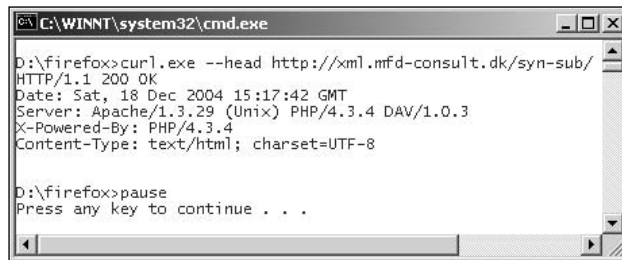 C:\WINNT\system32\cmd.exe
D:\firefox>curl.exe --head http://xml.mfd-consult.dk/syn-sub/
HTTP/1.1 200 OK
Date: Sat, 18 Dec 2004 15:17:42 GMT
Server: Apache/1.3.29 (Unix) PHP/4.3.4 DAV/1.0.3
X-Powered-By: PHP/4.3.4
Content-Type: text/html; charset=UTF-8
D:\firefox>pause
Press any key to continue . . .